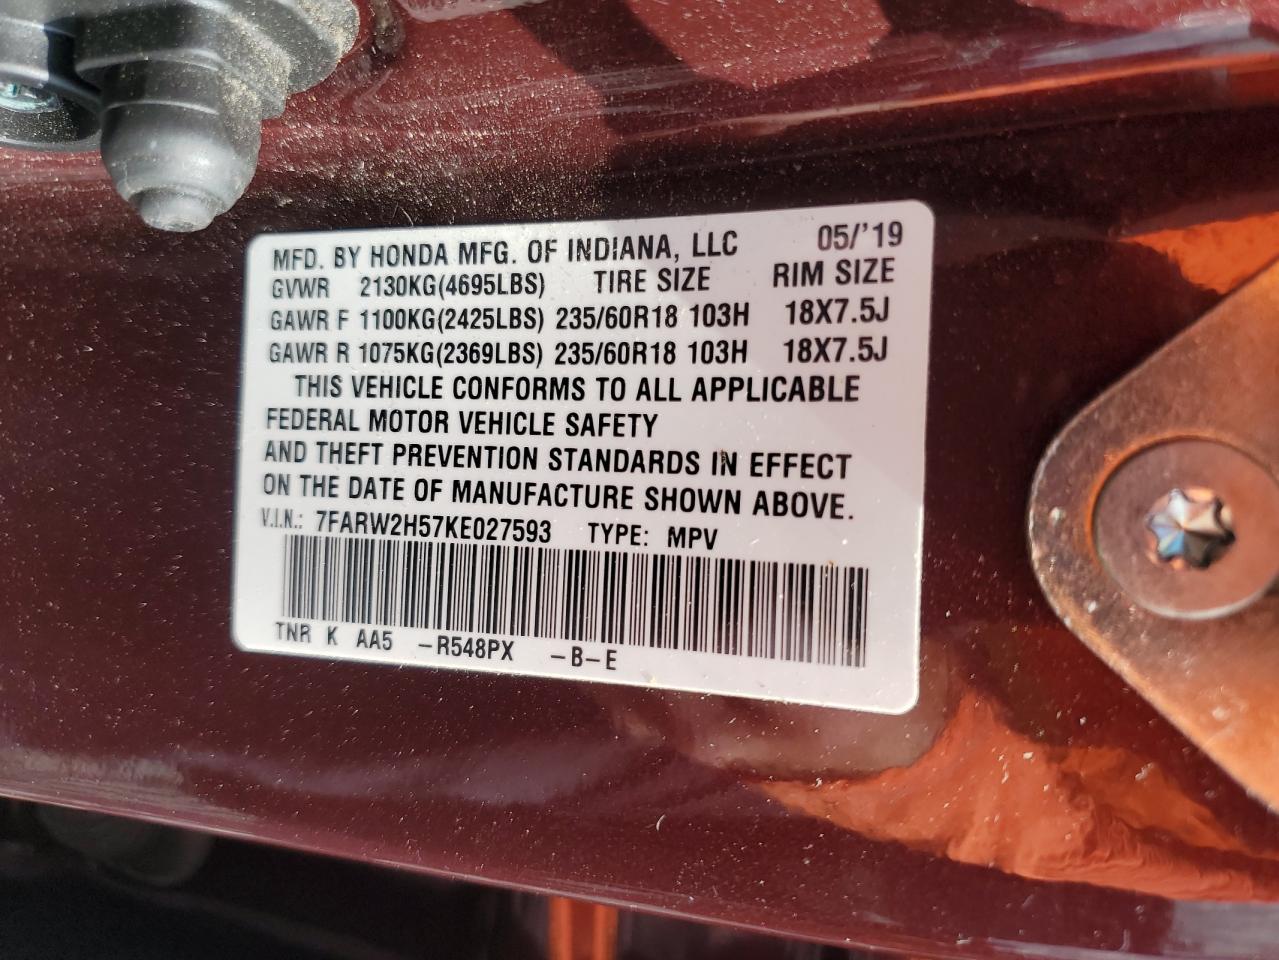 MFD. BY HONDA MFG. OF INDIANA, LLC 05/'19
GVWR 2130KG(4695LBS) TIRE SIZE RIM SIZE
GAWR F 1100KG(2425LBS) 235/60R18 103H 18X7.5J
GAWR R 1075KG(2369LBS) 235/60R18 103H 18X7.5J
THIS VEHICLE CONFORMS TO ALL APPLICABLE
FEDERAL MOTOR VEHICLE SAFETY
AND THEFT PREVENTION STANDARDS IN EFFECT
ON THE DATE OF MANUFACTURE SHOWN ABOVE.
V.I.N.: 7FARW2H57KE027593 TYPE: MPV
TNR K AA5 -R548PX -B-E